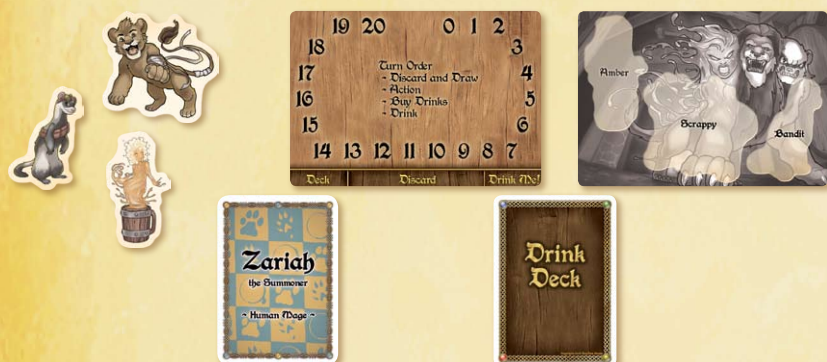 19 20 0 1 2
18 3
17 4
16 5
15 6
14 13 12 11 10 9 8 7
Turn Order
- Discard and Draw
- Action
- Buy Drinks
- Drink
Deck Discard Drink Me!
Amber
Scrappy
Bandit
Zariah
the Summoner
~ Human Mage ~
Drink
Deck